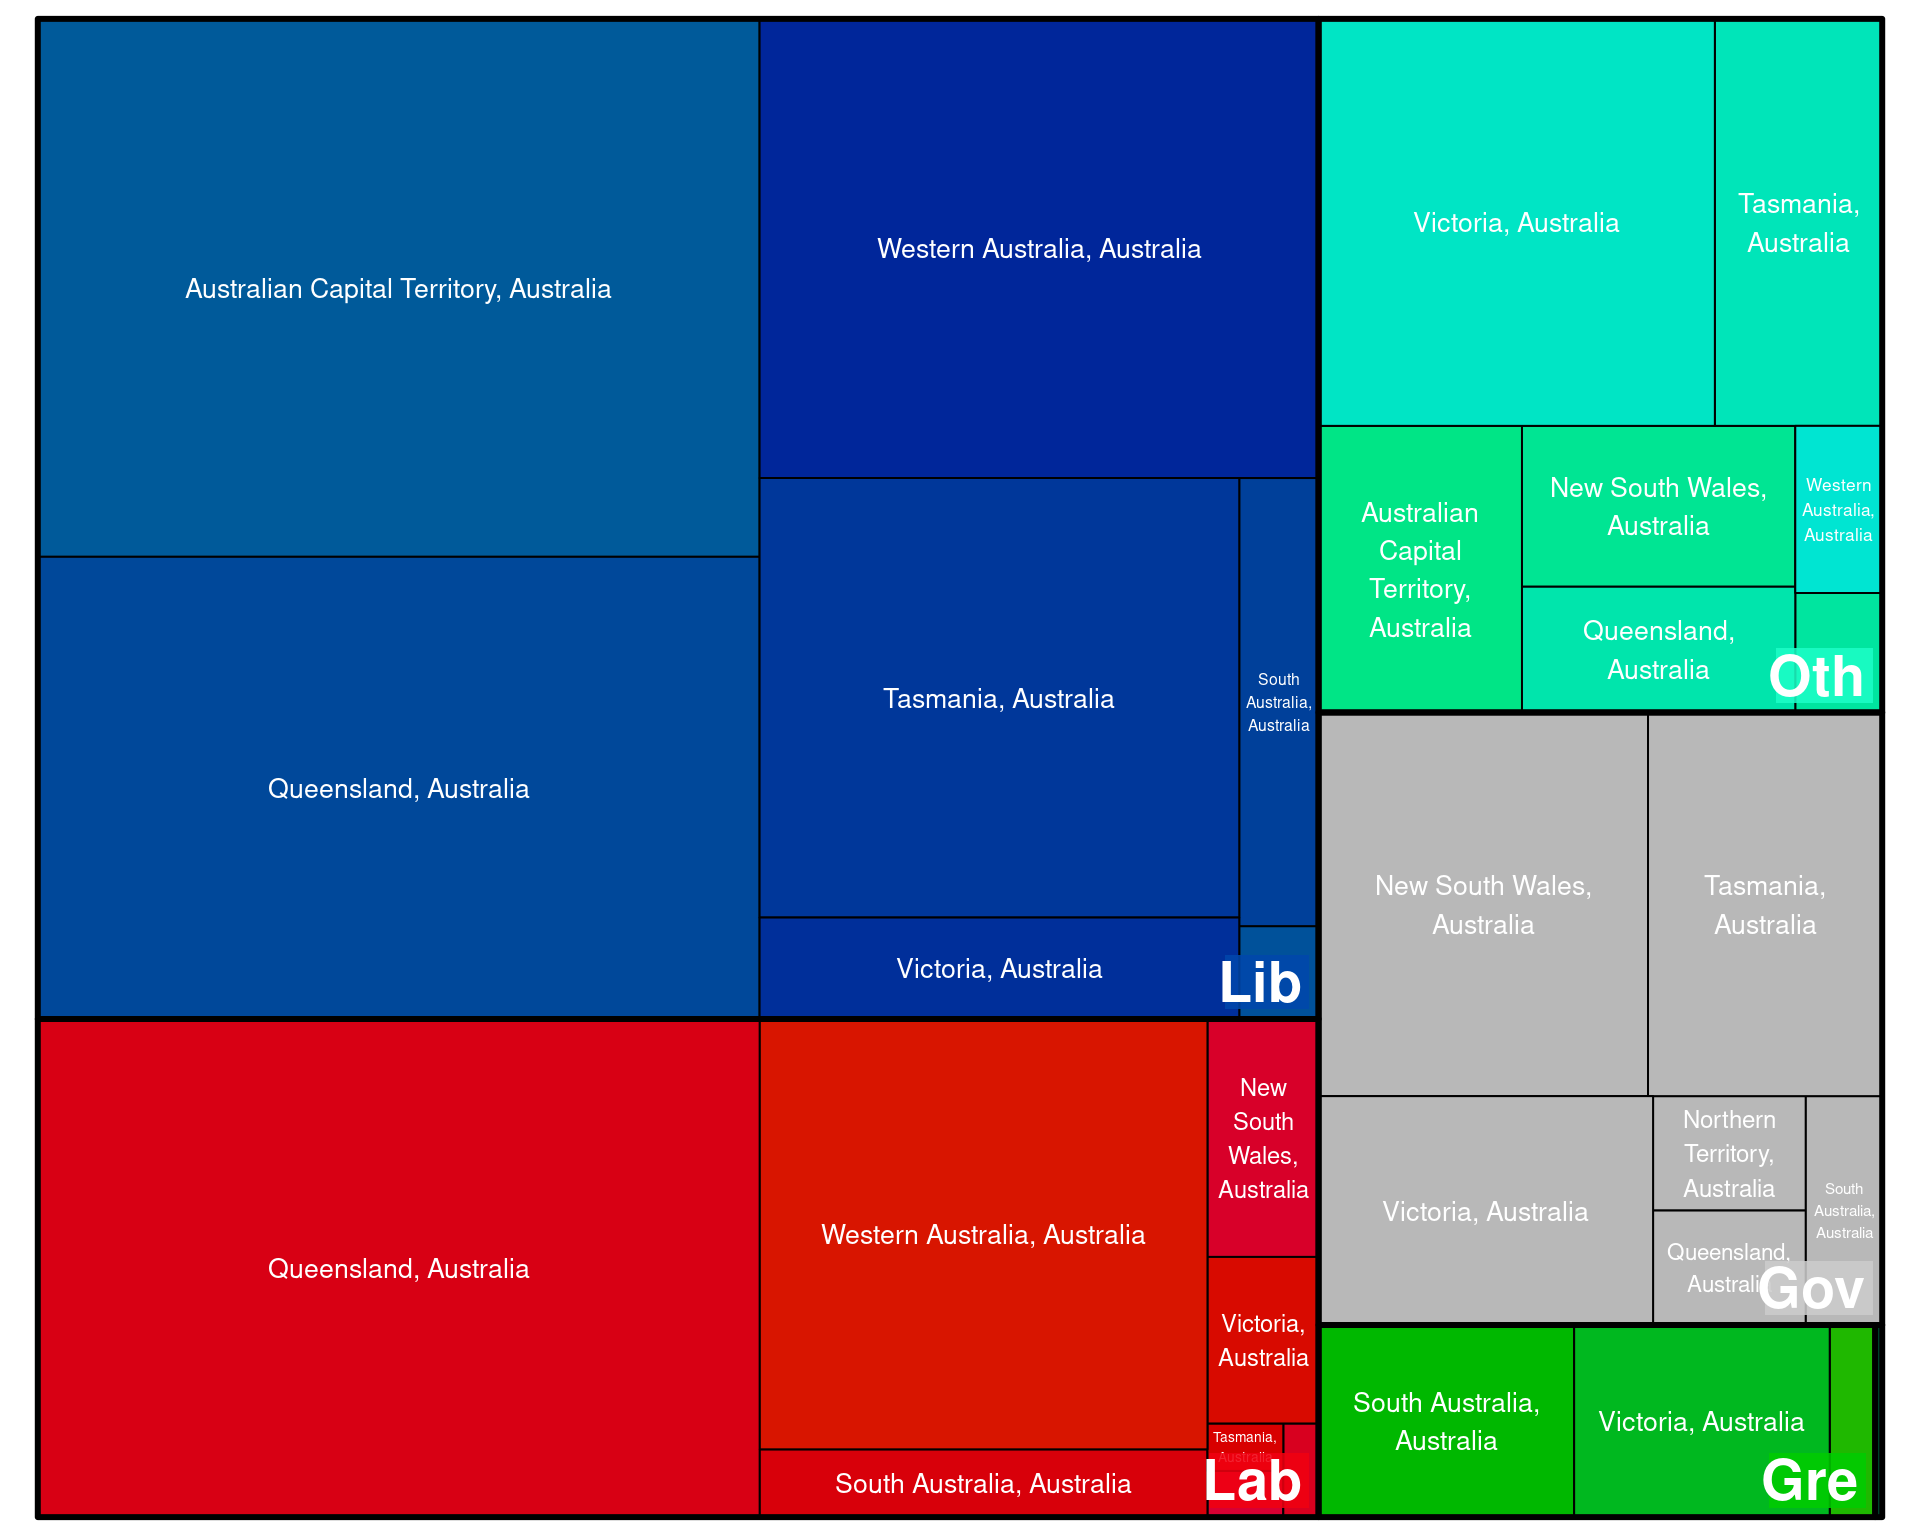 Australian Capital Territory, Australia
Queensland, Australia
Western Australia, Australia
Tasmania, Australia
South
Australia,
Australia
Victoria, Australia
Lib
Queensland, Australia
Western Australia, Australia
South Australia, Australia
New
South
Wales,
Australia
Victoria,
Australia
Tasmania,
Australia
Lab
Victoria, Australia
Tasmania,
Australia
Australian
Capital
Territory,
Australia
New South Wales,
Australia
Queensland,
Australia
Western
Australia,
Australia
Oth
New South Wales,
Australia
Tasmania,
Australia
Victoria, Australia
Northern
Territory,
Australia
Queensland,
Australia
South
Australia,
Australia
Gov
South Australia,
Australia
Victoria, Australia
Gre